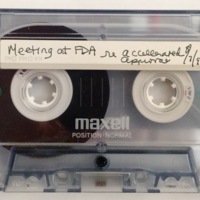 Meeting at FDA re accelerated
approval
maxell
POSITION·NORMAL